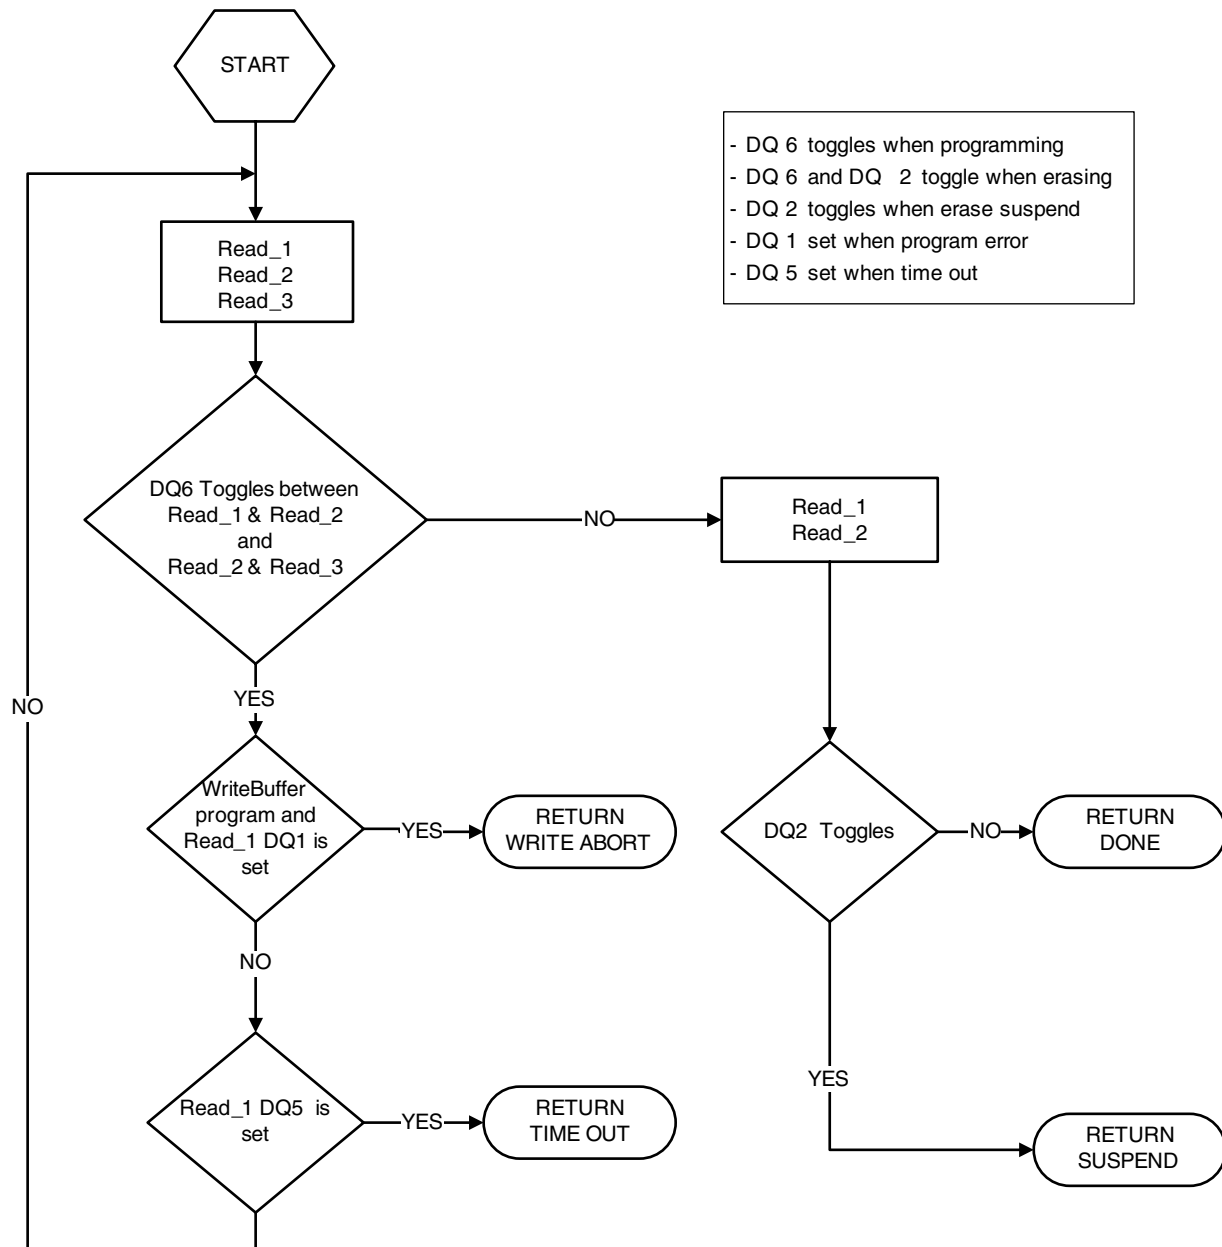 START
- DQ 6 toggles when programming
- DQ 6 and DQ 2 toggle when erasing
- DQ 2 toggles when erase suspend
- DQ 1 set when program error
- DQ 5 set when time out
Read_1
Read_2
Read_3
DQ6 Toggles between
Read_1 & Read_2
and
Read_2 & Read_3
NO
Read_1
Read_2
YES
NO
WriteBuffer
program and
Read_1 DQ1 is
set
YES
RETURN
WRITE ABORT
DQ2 Toggles
NO
RETURN
DONE
NO
YES
Read_1 DQ5 is
set
YES
RETURN
TIME OUT
RETURN
SUSPEND